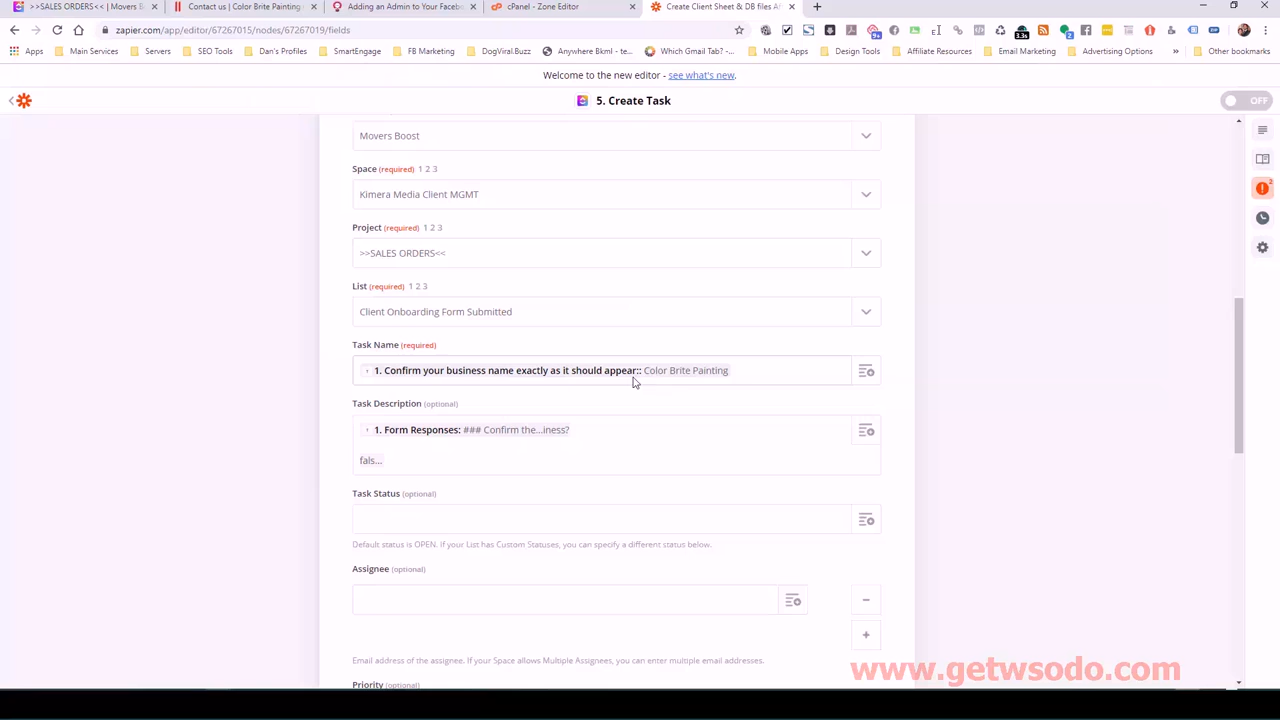 >>SALES ORDERS<< | Movers B
Contact us | Color Brite Painting
Adding an Admin to Your Facebo
cPanel - Zone Editor
Create Client Sheet & DB files Af
zapier.com/app/editor/67267015/nodes/67267019/fields
Apps
Main Services
Servers
SEO Tools
Dan's Profiles
SmartEngage
FB Marketing
DogViral.Buzz
Anywhere Bkml - te...
Which Gmail Tab? -...
Mobile Apps
Design Tools
Affiliate Resources
Email Marketing
Advertising Options
Other bookmarks
Welcome to the new editor - see what's new.
5. Create Task
OFF
Movers Boost
Space (required) 1 2 3
Kimera Media Client MGMT
Project (required) 1 2 3
>>SALES ORDERS<<
List (required) 1 2 3
Client Onboarding Form Submitted
Task Name (required)
1. Confirm your business name exactly as it should appear:: Color Brite Painting
Task Description (optional)
1. Form Responses: ### Confirm the...iness?
fals...
Task Status (optional)
Default status is OPEN. if your List has Custom Statuses, you can specify a different status below.
Assignee (optional)
Email address of the assignee. If your Space allows Multiple Assignees, you can enter multiple email addresses.
Priority (optional)
www.getwsodo.com